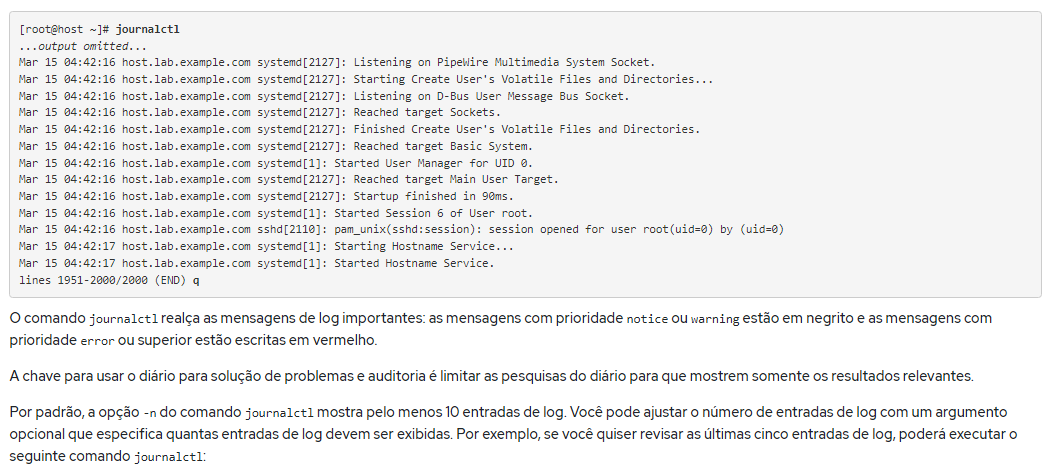 [root@host ~]# journalctl
...output omitted...
Mar 15 04:42:16 host.lab.example.com systemd[2127]: Listening on PipeWire Multimedia System Socket.
Mar 15 04:42:16 host.lab.example.com systemd[2127]: Starting Create User's Volatile Files and Directories...
Mar 15 04:42:16 host.lab.example.com systemd[2127]: Listening on D-Bus User Message Bus Socket.
Mar 15 04:42:16 host.lab.example.com systemd[2127]: Reached target Sockets.
Mar 15 04:42:16 host.lab.example.com systemd[2127]: Finished Create User's Volatile Files and Directories.
Mar 15 04:42:16 host.lab.example.com systemd[2127]: Reached target Basic System.
Mar 15 04:42:16 host.lab.example.com systemd[1]: Started User Manager for UID 0.
Mar 15 04:42:16 host.lab.example.com systemd[2127]: Reached target Main User Target.
Mar 15 04:42:16 host.lab.example.com systemd[2127]: Startup finished in 90ms.
Mar 15 04:42:16 host.lab.example.com systemd[1]: Started Session 6 of User root.
Mar 15 04:42:16 host.lab.example.com sshd[2110]: pam_unix(sshd:session): session opened for user root(uid=0) by (uid=0)
Mar 15 04:42:17 host.lab.example.com systemd[1]: Starting Hostname Service...
Mar 15 04:42:17 host.lab.example.com systemd[1]: Started Hostname Service.
lines 1951-2000/2000 (END) q
O comando journalctl realça as mensagens de log importantes: as mensagens com prioridade notice ou warning estão em negrito e as mensagens com
prioridade error ou superior estão escritas em vermelho.
A chave para usar o diário para solução de problemas e auditoria é limitar as pesquisas do diário para que mostrem somente os resultados relevantes.
Por padrão, a opção -n do comando journalctl mostra pelo menos 10 entradas de log. Você pode ajustar o número de entradas de log com um argumento
opcional que especifica quantas entradas de log devem ser exibidas. Por exemplo, se você quiser revisar as últimas cinco entradas de log, poderá executar o
seguinte comando journalctl: